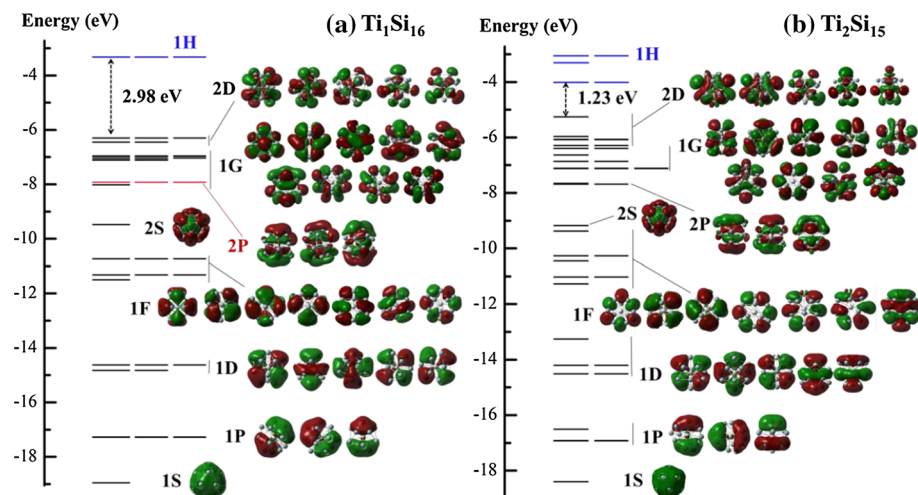 Energy (eV)
(a) Ti₁Si₁₆
1H
-4
2.98 eV
2D
-6
1G
-8
2S
2P
-10
1F
-12
-14
1D
-16
1P
-18
1S
Energy (eV)
(b) Ti₂Si₁₅
1H
-4
1.23 eV
2D
-6
1G
-8
2S
2P
-10
-12
1F
-14
1D
-16
1P
-18
1S